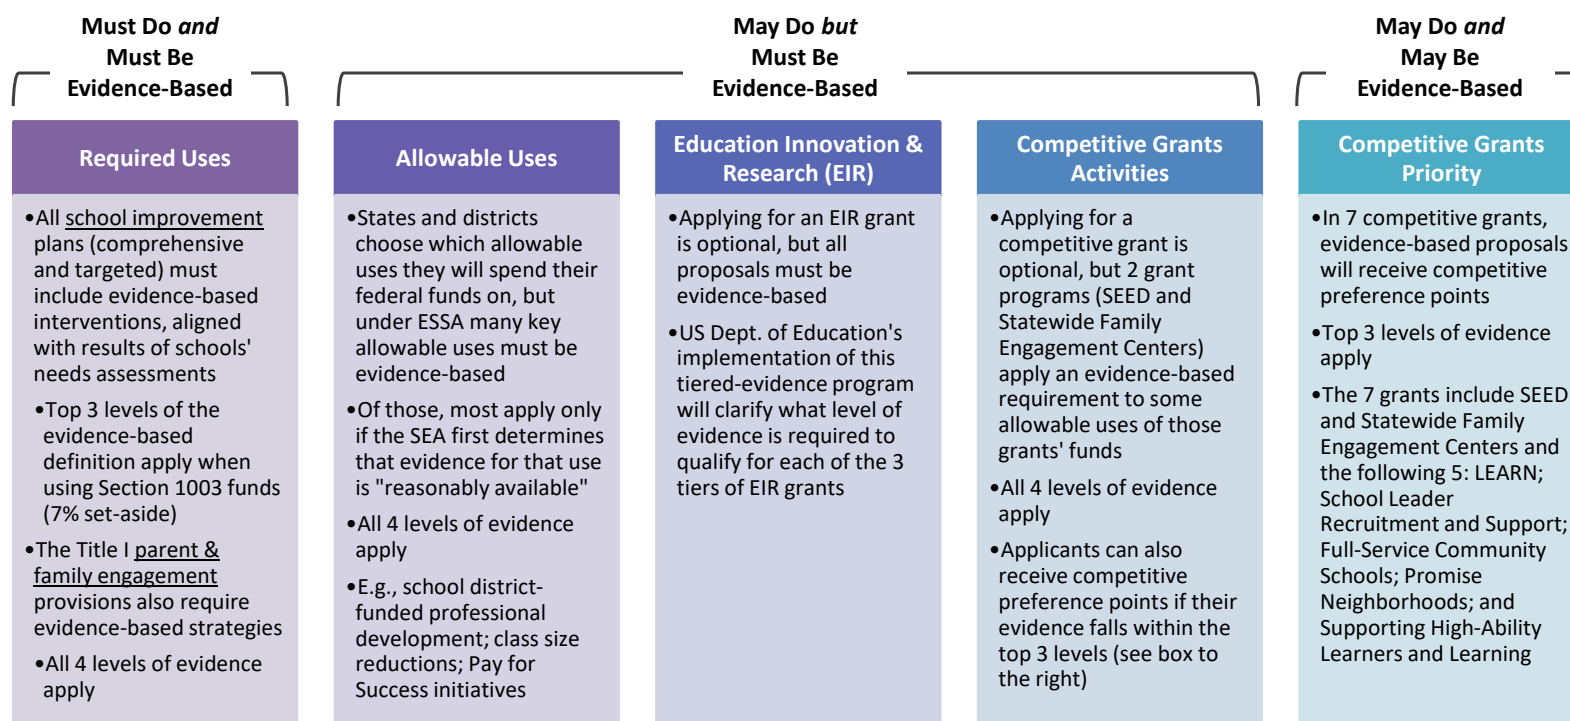 Must Do and
Must Be
Evidence-Based
May Do but
Must Be
Evidence-Based
May Do and
May Be
Evidence-Based
Required Uses
•All school improvement
plans (comprehensive
and targeted) must
include evidence-based
interventions, aligned
with results of schools'
needs assessments
•Top 3 levels of the
evidence-based
definition apply when
using Section 1003 funds
(7% set-aside)
•The Title I parent &
family engagement
provisions also require
evidence-based strategies
•All 4 levels of evidence
apply
Allowable Uses
•States and districts
choose which allowable
uses they will spend their
federal funds on, but
under ESSA many key
allowable uses must be
evidence-based
•Of those, most apply only
if the SEA first determines
that evidence for that use
is "reasonably available"
•All 4 levels of evidence
apply
•E.g., school district-
funded professional
development; class size
reductions; Pay for
Success initiatives
Education Innovation &
Research (EIR)
•Applying for an EIR grant
is optional, but all
proposals must be
evidence-based
•US Dept. of Education's
implementation of this
tiered-evidence program
will clarify what level of
evidence is required to
qualify for each of the 3
tiers of EIR grants
Competitive Grants
Activities
•Applying for a
competitive grant is
optional, but 2 grant
programs (SEED and
Statewide Family
Engagement Centers)
apply an evidence-based
requirement to some
allowable uses of those
grants' funds
•All 4 levels of evidence
apply
•Applicants can also
receive competitive
preference points if their
evidence falls within the
top 3 levels (see box to
the right)
Competitive Grants
Priority
•In 7 competitive grants,
evidence-based proposals
will receive competitive
preference points
•Top 3 levels of evidence
apply
•The 7 grants include SEED
and Statewide Family
Engagement Centers and
the following 5: LEARN;
School Leader
Recruitment and Support;
Full-Service Community
Schools; Promise
Neighborhoods; and
Supporting High-Ability
Learners and Learning